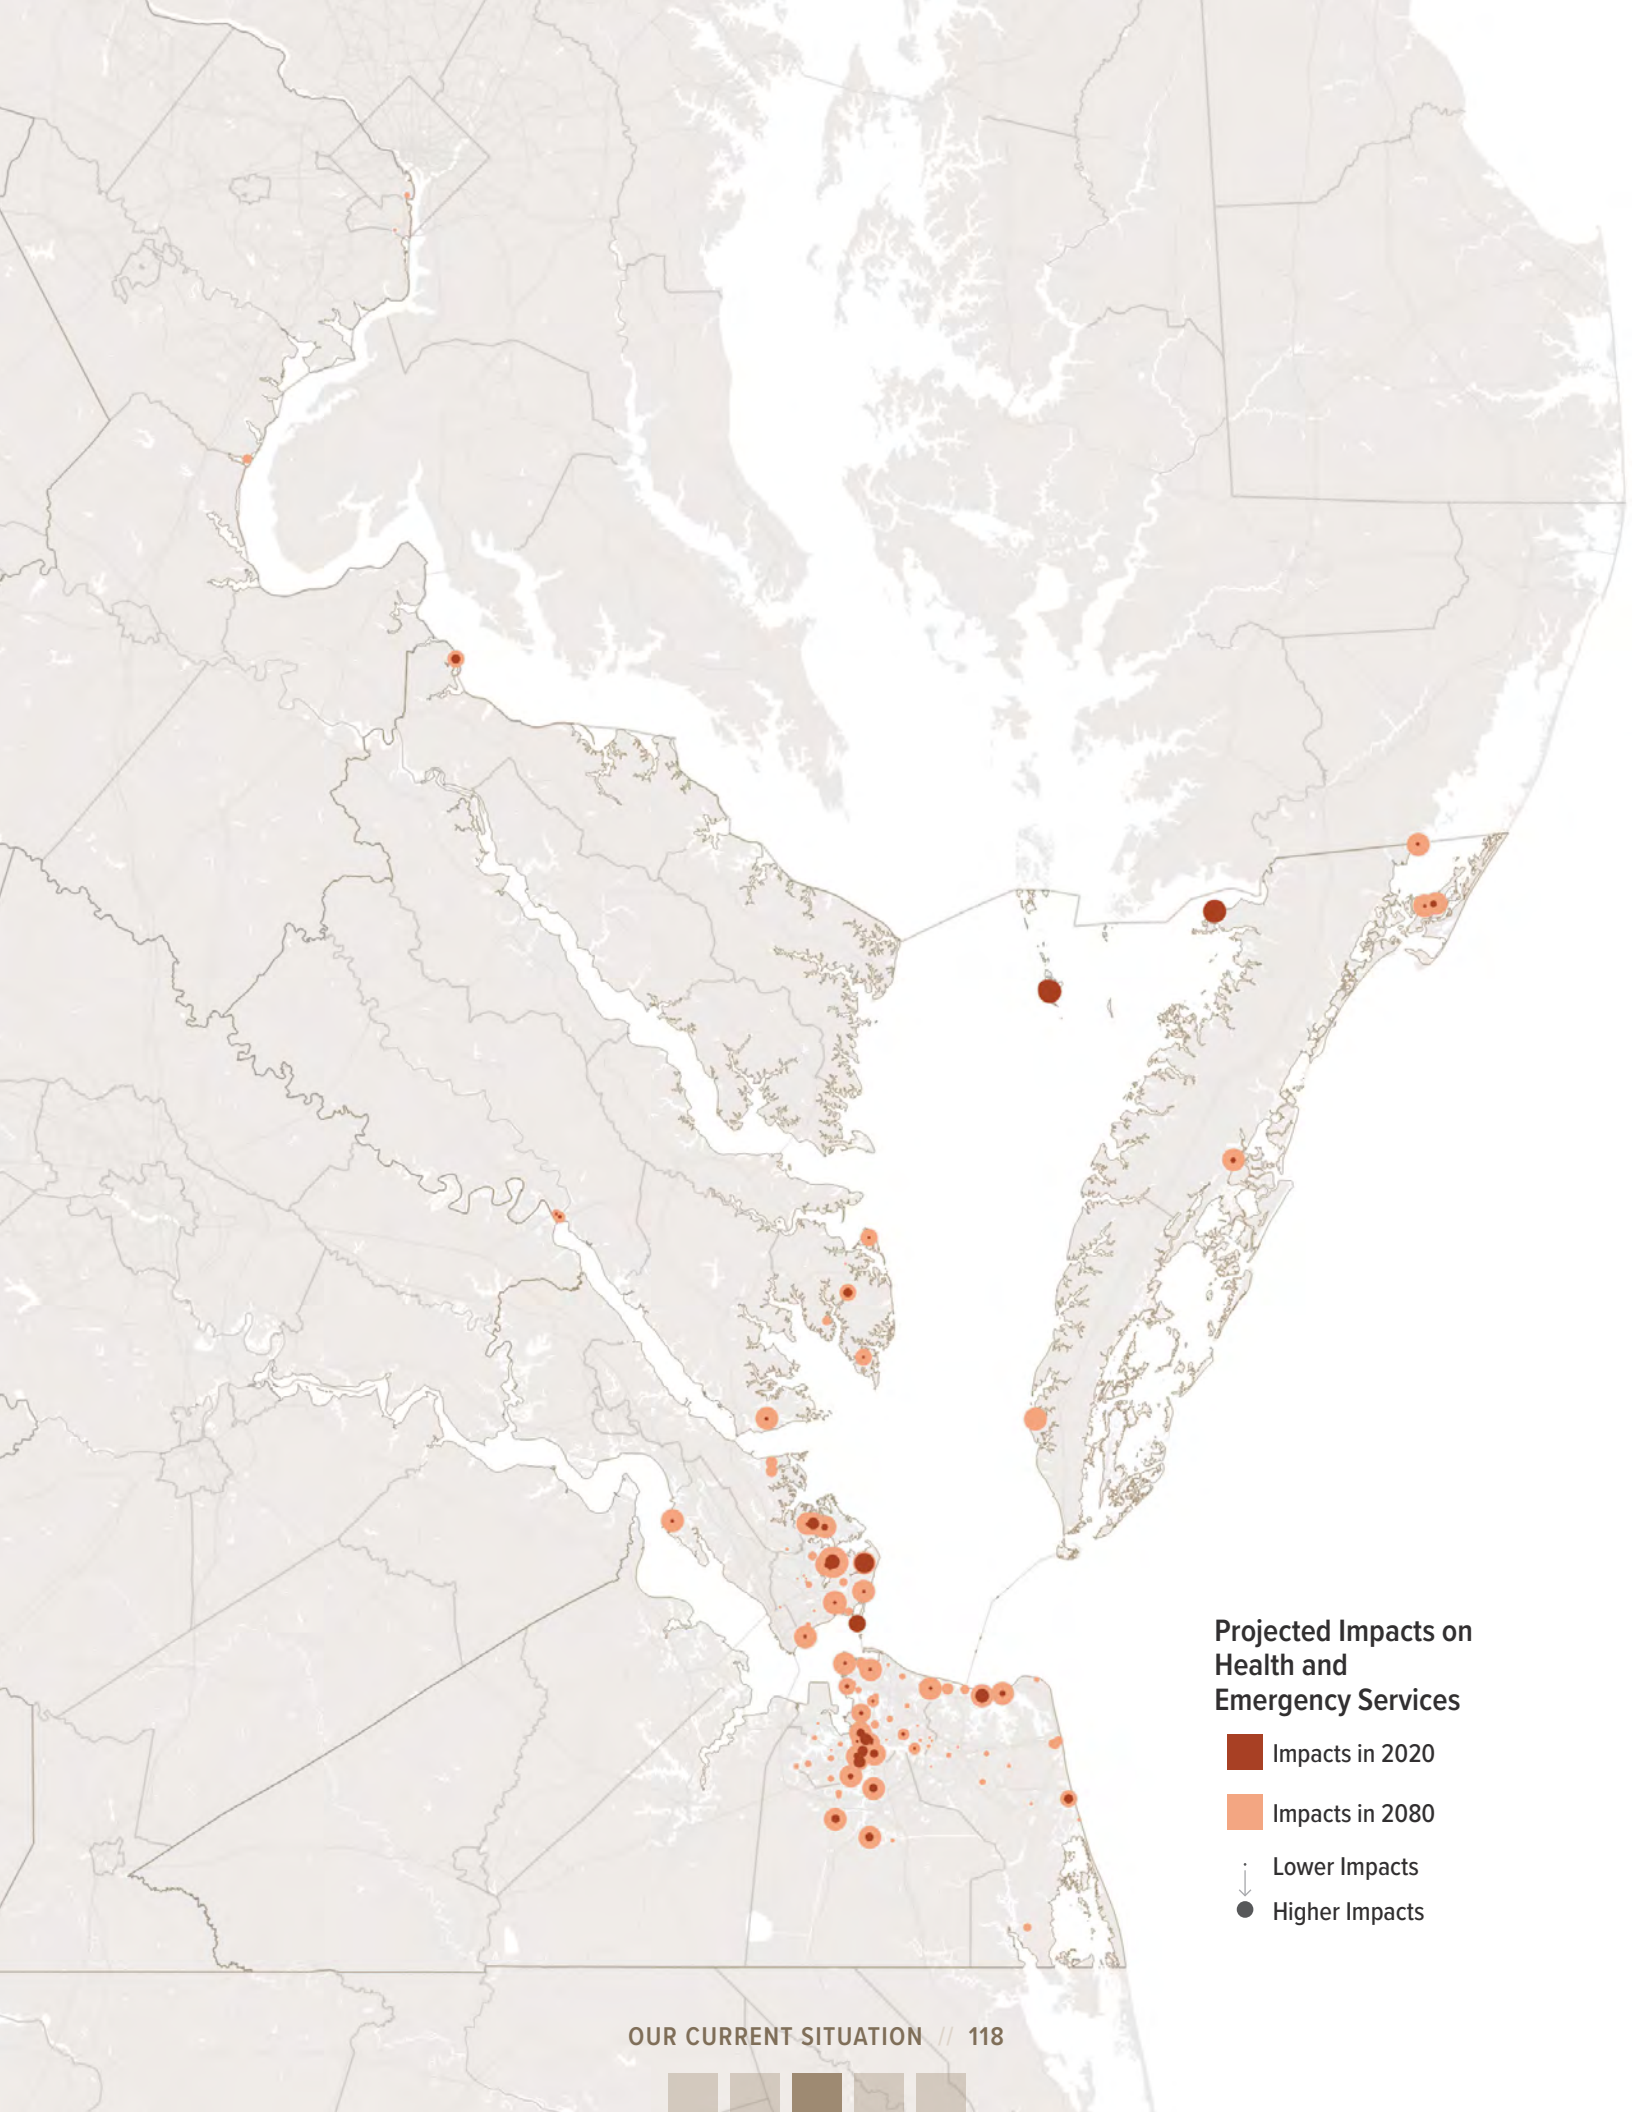 Projected Impacts on
Health and
Emergency Services
Impacts in 2020
Impacts in 2080
Lower Impacts
Higher Impacts
OUR CURRENT SITUATION // 118